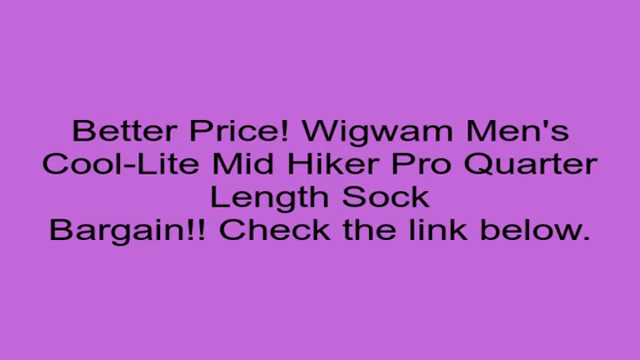 Better Price! Wigwam Men's
Cool-Lite Mid Hiker Pro Quarter
Length Sock
Bargain!! Check the link below.